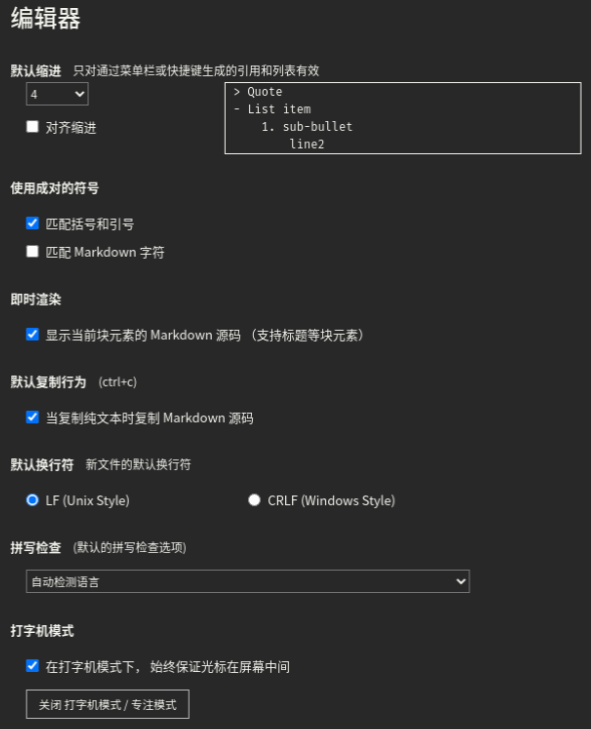 编辑器
默认缩进 只对通过菜单栏或快捷键生成的引用和列表有效
4
> Quote
- List item
1. sub-bullet
line2
对齐缩进
使用成对的符号
匹配括号和引号
匹配 Markdown 字符
即时渲染
显示当前块元素的 Markdown 源码 (支持标题等块元素)
默认复制行为 (ctrl+c)
当复制纯文本时复制 Markdown 源码
默认换行符 新文件的默认换行符
LF (Unix Style) CRLF (Windows Style)
拼写检查 (默认的拼写检查选项)
自动检测语言
打字机模式
在打字机模式下, 始终保证光标在屏幕中间
关闭 打字机模式 / 专注模式